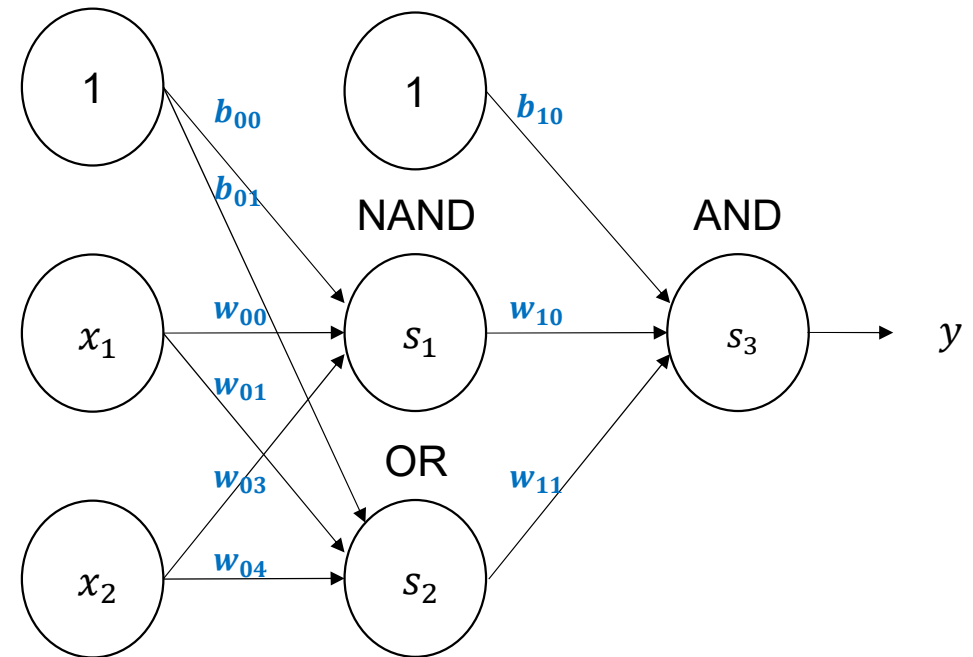 1
1
b₀₀
b₁₀
b₀₁
NAND
AND
w₀₀
w₁₀
x₁
s₁
s₃
y
w₀₁
OR
w₀₃
w₁₁
w₀₄
x₂
s₂